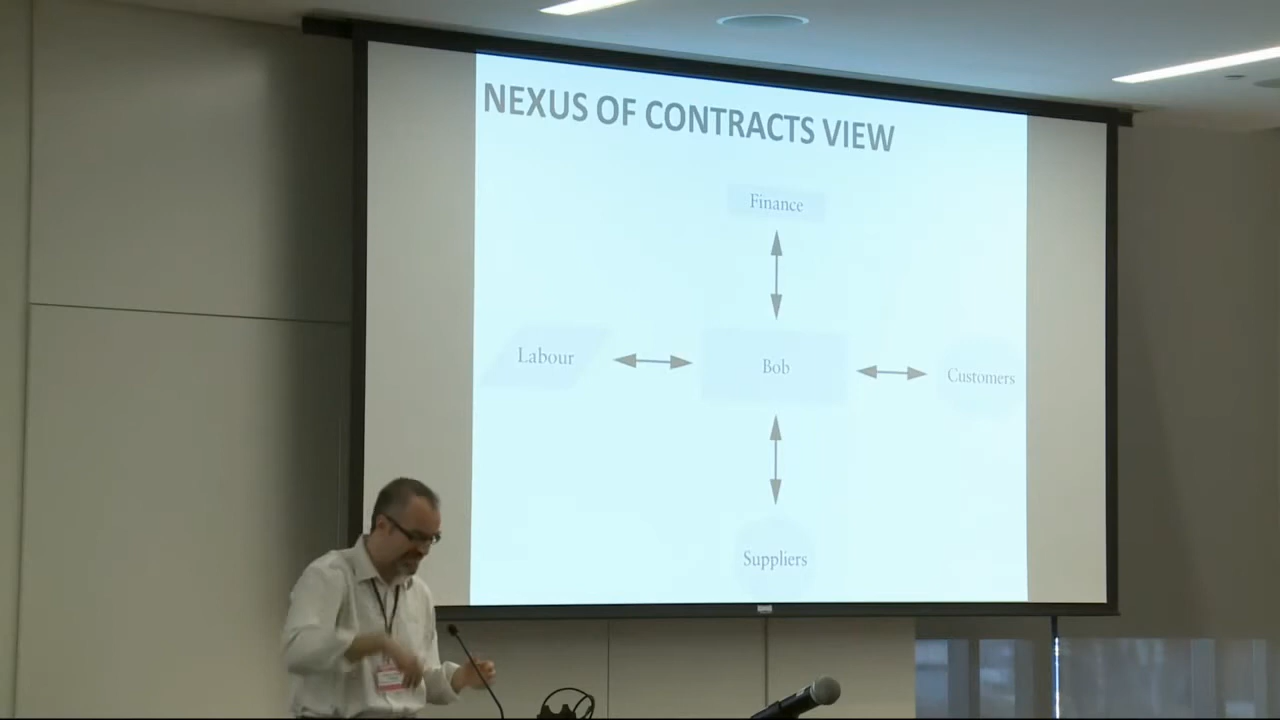 NEXUS OF CONTRACTS VIEW
Finance
Labour
Bob
Customers
Suppliers